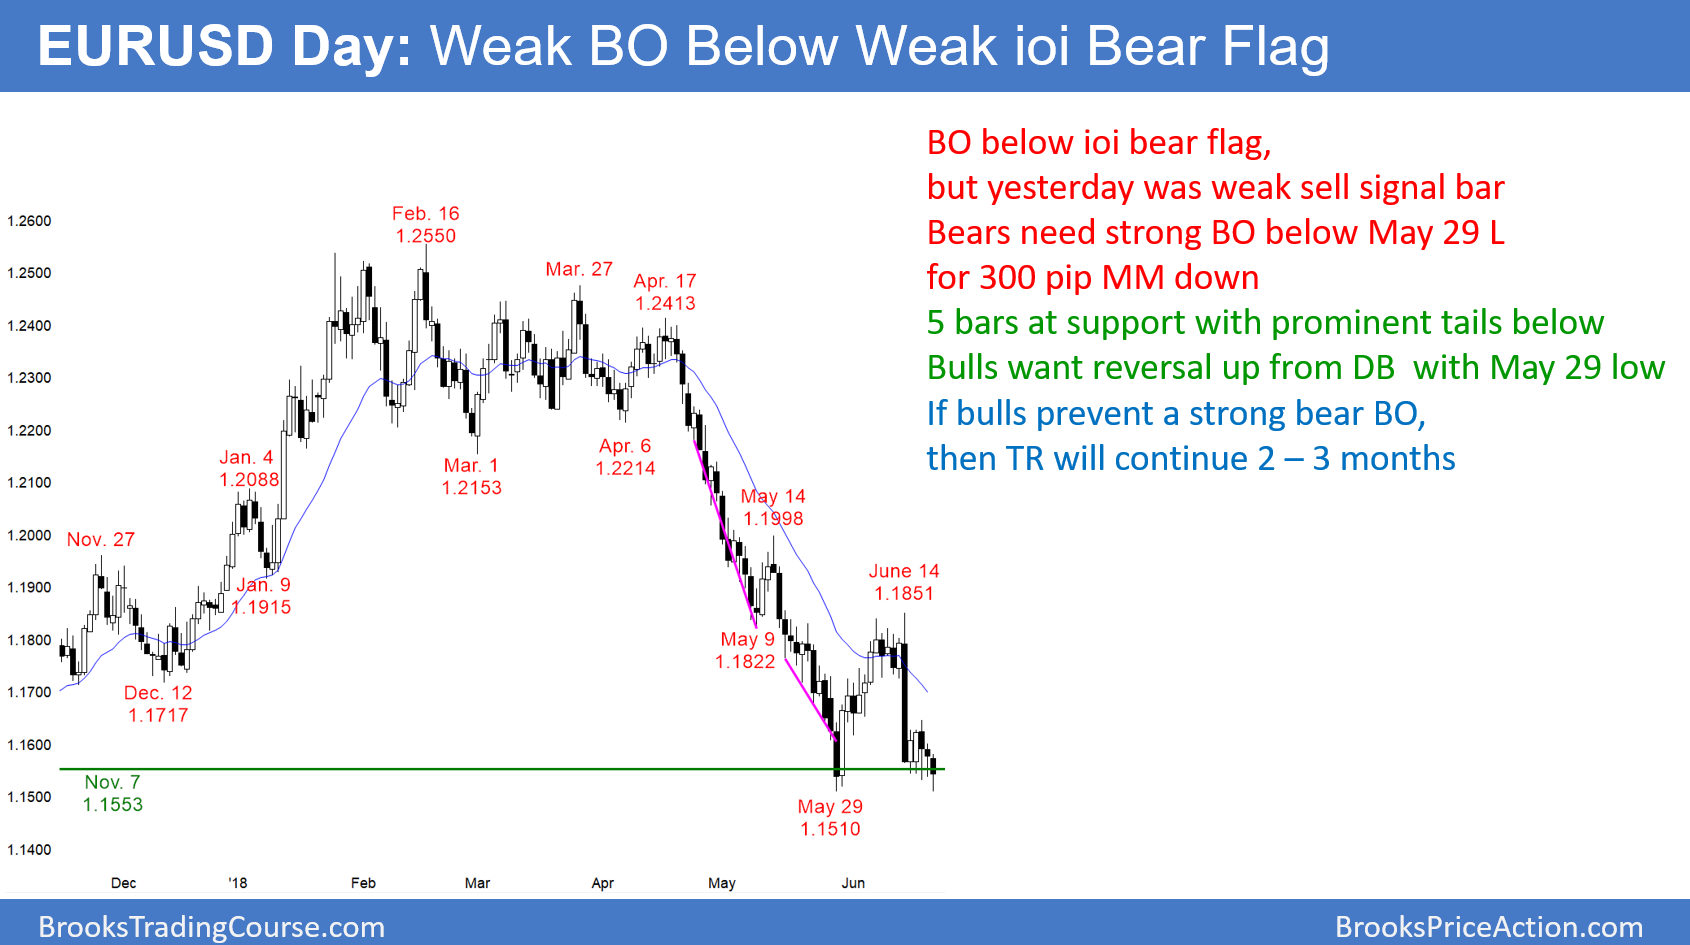 EURUSD Day: Weak BO Below Weak ioi Bear Flag
BO below ioi bear flag,
but yesterday was weak sell signal bar
Bears need strong BO below May 29 L
for 300 pip MM down
5 bars at support with prominent tails below
Bulls want reversal up from DB with May 29 low
If bulls prevent a strong bear BO,
then TR will continue 2 – 3 months
1.2600
1.2500
1.2400
1.2300
1.2200
1.2100
1.2000
1.1900
1.1800
1.1700
1.1600
1.1500
1.1400
Nov. 27
Dec. 12
1.1717
Nov. 7
1.1553
Jan. 4
1.2088
Jan. 9
1.1915
Feb. 16
1.2550
Mar. 1
1.2153
Mar. 27
Apr. 6
1.2214
Apr. 17
1.2413
May 14
1.1998
May 9
1.1822
May 29
1.1510
June 14
1.1851
Dec
'18
Feb
Mar
Apr
May
Jun
BrooksTradingCourse.com
BrooksPriceAction.com